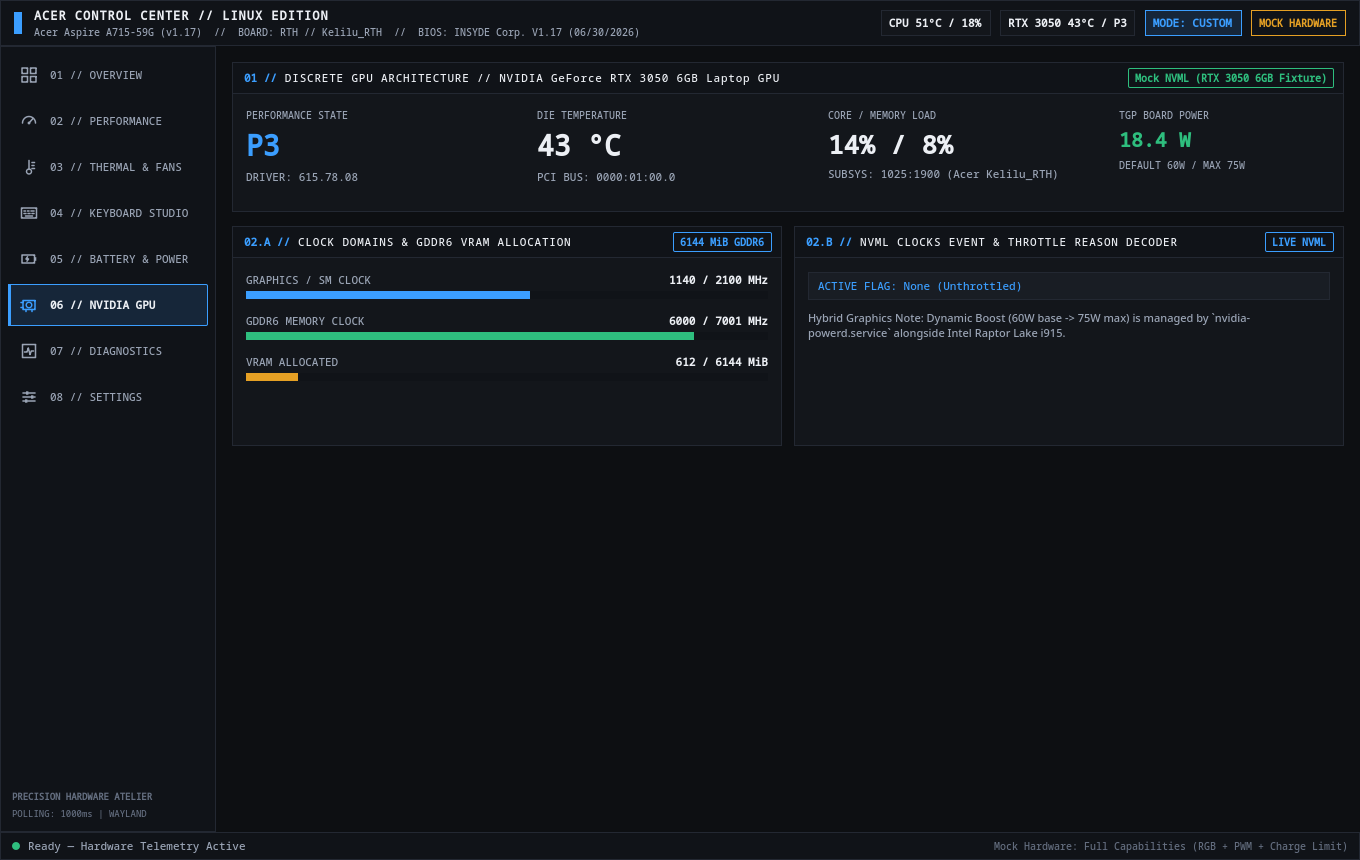 ACER CONTROL CENTER // LINUX EDITION
Acer Aspire A715-59G (v1.17) // BOARD: RTH // Kelilu_RTH // BIOS: INSYDE Corp. V1.17 (06/30/2026)
CPU 51°C / 18%
RTX 3050 43°C / P3
MODE: CUSTOM
MOCK HARDWARE
01 // OVERVIEW
02 // PERFORMANCE
03 // THERMAL & FANS
04 // KEYBOARD STUDIO
05 // BATTERY & POWER
06 // NVIDIA GPU
07 // DIAGNOSTICS
08 // SETTINGS
PRECISION HARDWARE ATELIER
POLLING: 1000ms | WAYLAND
01 // DISCRETE GPU ARCHITECTURE // NVIDIA GeForce RTX 3050 6GB Laptop GPU
Mock NVML (RTX 3050 6GB Fixture)
PERFORMANCE STATE
P3
DRIVER: 615.78.08
DIE TEMPERATURE
43 °C
PCI BUS: 0000:01:00.0
CORE / MEMORY LOAD
14% / 8%
SUBSYS: 1025:1900 (Acer Kelilu_RTH)
TGP BOARD POWER
18.4 W
DEFAULT 60W / MAX 75W
02.A // CLOCK DOMAINS & GDDR6 VRAM ALLOCATION
6144 MiB GDDR6
GRAPHICS / SM CLOCK
1140 / 2100 MHz
GDDR6 MEMORY CLOCK
6000 / 7001 MHz
VRAM ALLOCATED
612 / 6144 MiB
02.B // NVML CLOCKS EVENT & THROTTLE REASON DECODER
LIVE NVML
ACTIVE FLAG: None (Unthrottled)
Hybrid Graphics Note: Dynamic Boost (60W base -> 75W max) is managed by `nvidia-
powerd.service` alongside Intel Raptor Lake i915.
Ready — Hardware Telemetry Active
Mock Hardware: Full Capabilities (RGB + PWM + Charge Limit)